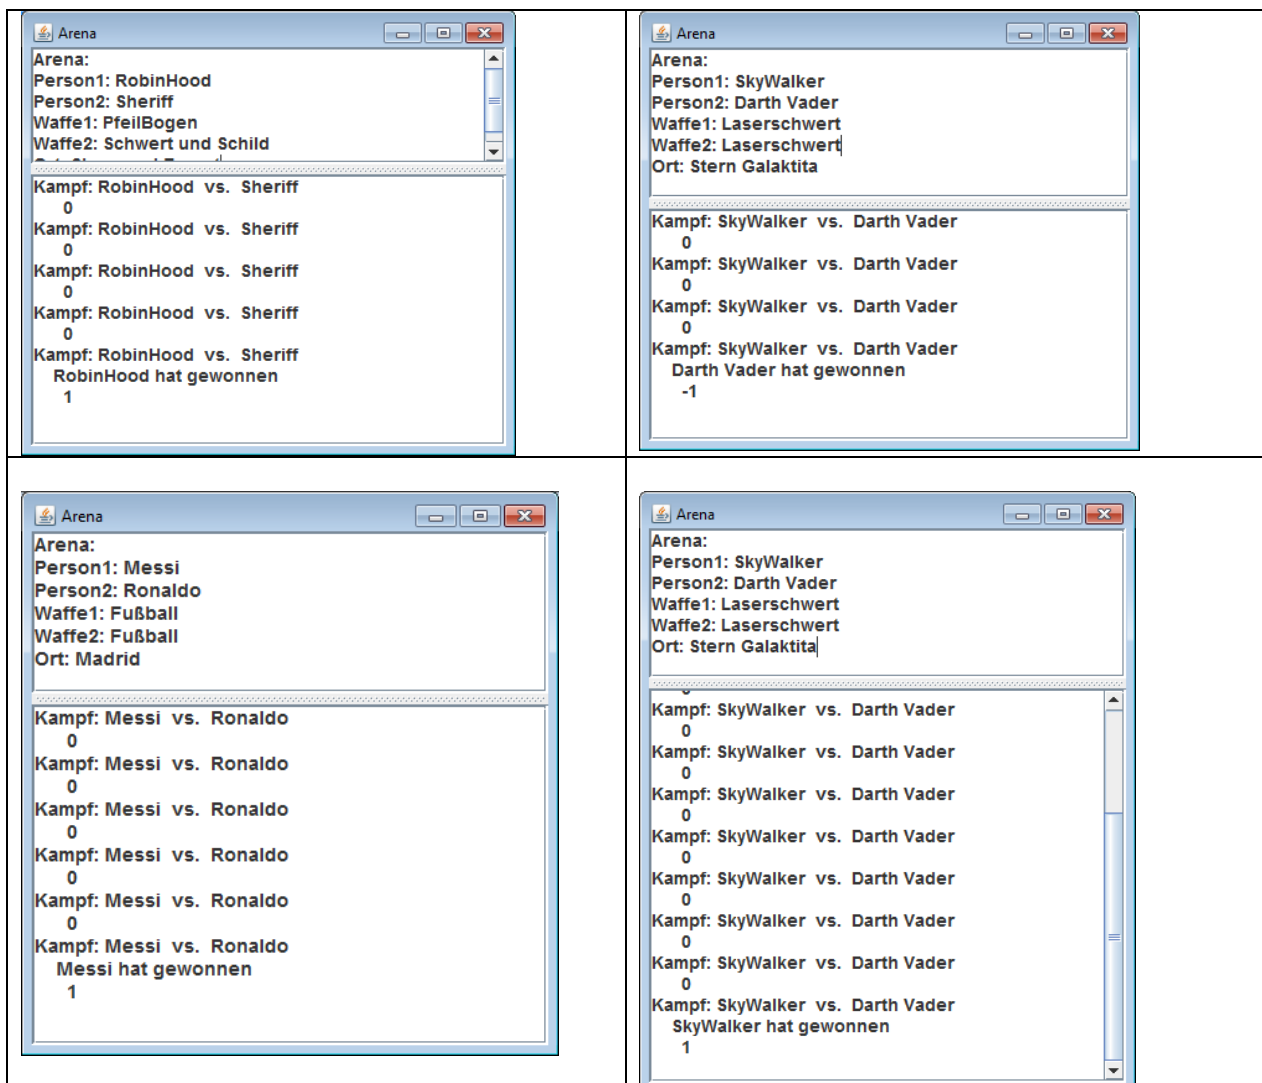 Arena
Arena:
Person1: RobinHood
Person2: Sheriff
Waffe1: PfeilBogen
Waffe2: Schwert und Schild
Kampf: RobinHood  vs.  Sheriff
0
Kampf: RobinHood  vs.  Sheriff
0
Kampf: RobinHood  vs.  Sheriff
0
Kampf: RobinHood  vs.  Sheriff
0
Kampf: RobinHood  vs.  Sheriff
RobinHood hat gewonnen
1
Arena
Arena:
Person1: SkyWalker
Person2: Darth Vader
Waffe1: Laserschwert
Waffe2: Laserschwert
Ort: Stern Galaktita
Kampf: SkyWalker  vs.  Darth Vader
0
Kampf: SkyWalker  vs.  Darth Vader
0
Kampf: SkyWalker  vs.  Darth Vader
0
Kampf: SkyWalker  vs.  Darth Vader
Darth Vader hat gewonnen
-1
Arena
Arena:
Person1: Messi
Person2: Ronaldo
Waffe1: Fußball
Waffe2: Fußball
Ort: Madrid
Kampf: Messi  vs.  Ronaldo
0
Kampf: Messi  vs.  Ronaldo
0
Kampf: Messi  vs.  Ronaldo
0
Kampf: Messi  vs.  Ronaldo
0
Kampf: Messi  vs.  Ronaldo
0
Kampf: Messi  vs.  Ronaldo
Messi hat gewonnen
1
Arena
Arena:
Person1: SkyWalker
Person2: Darth Vader
Waffe1: Laserschwert
Waffe2: Laserschwert
Ort: Stern Galaktita
Kampf: SkyWalker  vs.  Darth Vader
0
Kampf: SkyWalker  vs.  Darth Vader
0
Kampf: SkyWalker  vs.  Darth Vader
0
Kampf: SkyWalker  vs.  Darth Vader
0
Kampf: SkyWalker  vs.  Darth Vader
0
Kampf: SkyWalker  vs.  Darth Vader
0
Kampf: SkyWalker  vs.  Darth Vader
0
Kampf: SkyWalker  vs.  Darth Vader
SkyWalker hat gewonnen
1